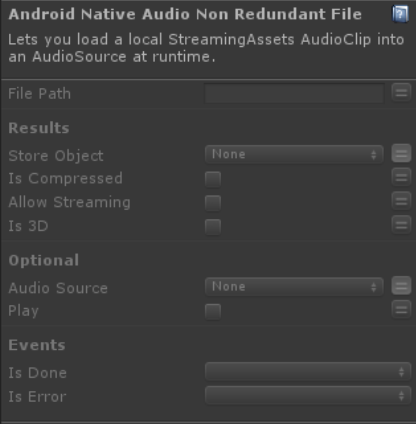 Android Native Audio Non Redundant File
Lets you load a local StreamingAssets AudioClip into
an AudioSource at runtime.
File Path
Results
Store Object None
Is Compressed
Allow Streaming
Is 3D
Optional
Audio Source None
Play
Events
Is Done
Is Error